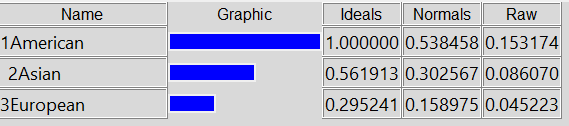 Name Graphic Ideals Normals Raw
1American 1.000000 0.538458 0.153174
2Asian 0.561913 0.302567 0.086070
3European 0.295241 0.158975 0.045223